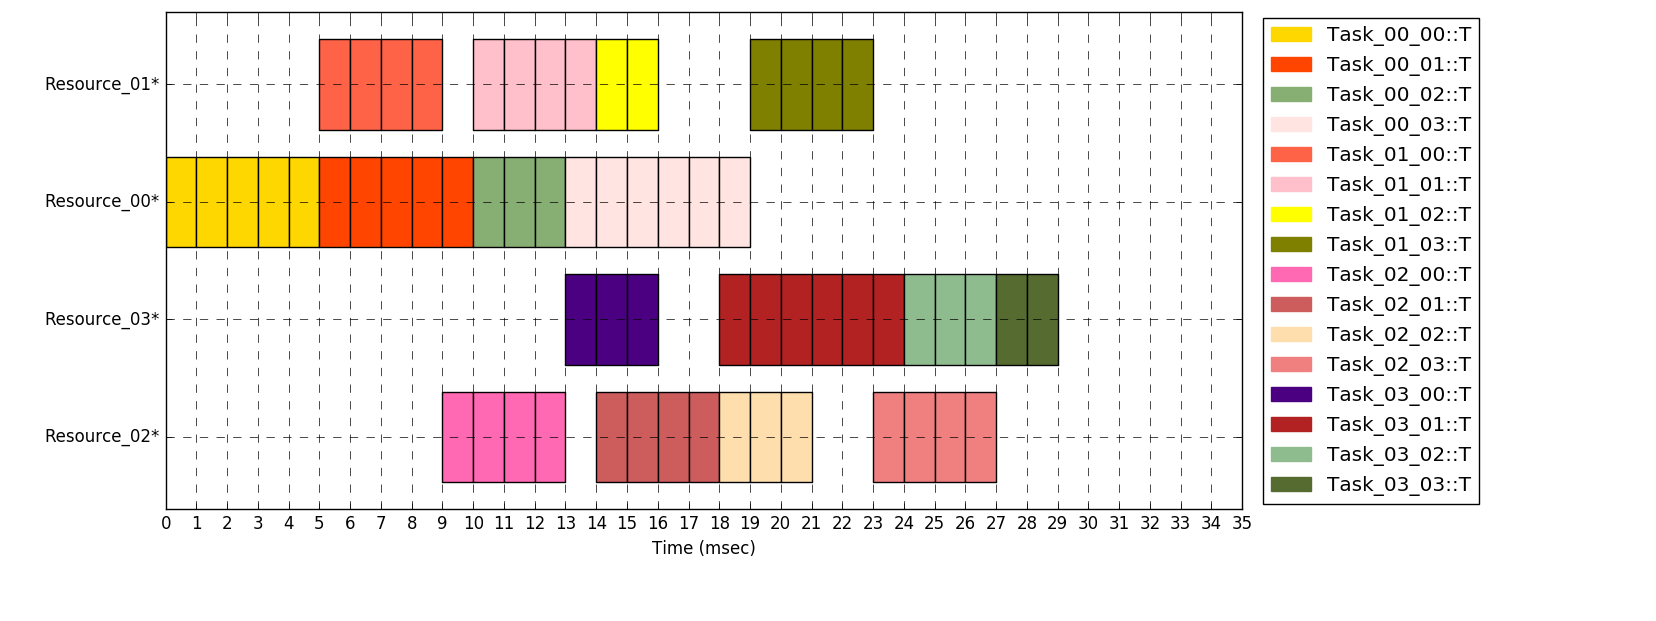 Resource_01*
Resource_00*
Resource_03*
Resource_02*
0 1 2 3 4 5 6 7 8 9 10 11 12 13 14 15 16 17 18 19 20 21 22 23 24 25 26 27 28 29 30 31 32 33 34 35
Time (msec)
Task_00_00::T
Task_00_01::T
Task_00_02::T
Task_00_03::T
Task_01_00::T
Task_01_01::T
Task_01_02::T
Task_01_03::T
Task_02_00::T
Task_02_01::T
Task_02_02::T
Task_02_03::T
Task_03_00::T
Task_03_01::T
Task_03_02::T
Task_03_03::T